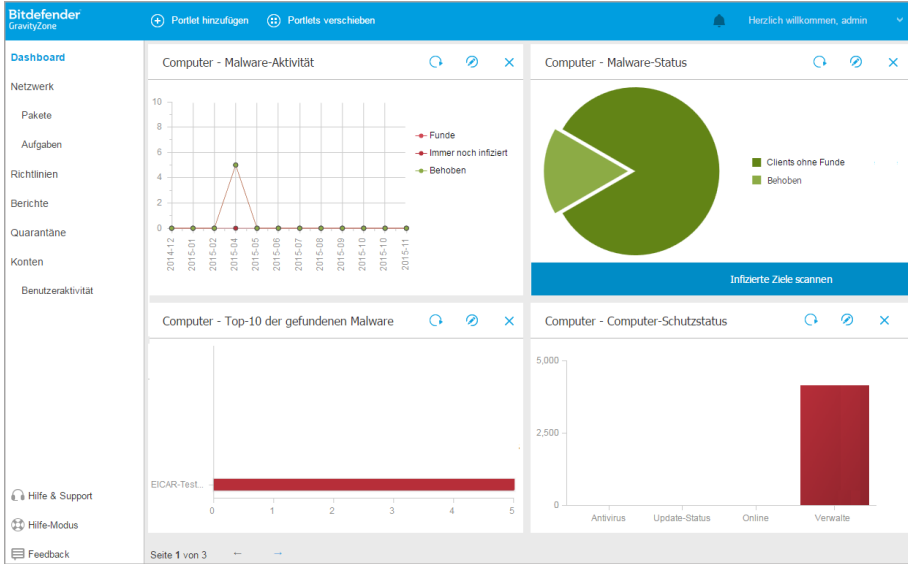 Bitdefender
GravityZone
Portlet hinzufügen
Portlets verschieben
Herzlich willkommen, admin
Dashboard
Netzwerk
Pakete
Aufgaben
Richtlinien
Berichte
Quarantäne
Konten
Benutzeraktivität
Hilfe & Support
Hilfe-Modus
Feedback
Computer - Malware-Aktivität
10
8
6
4
2
0
2014-12
2015-01
2015-02
2015-04
2015-05
2015-06
2015-07
2015-08
2015-09
2015-10
2015-10
2015-11
Funde
Immer noch infiziert
Behoben
Computer - Malware-Status
Clients ohne Funde
Behoben
Infizierte Ziele scannen
Computer - Top-10 der gefundenen Malware
EICAR-Test...
0 1 2 3 4 5
Computer - Computer-Schutzstatus
5,000
2,500
0
Antivirus Update-Status Online Verwalte
Seite 1 von 3